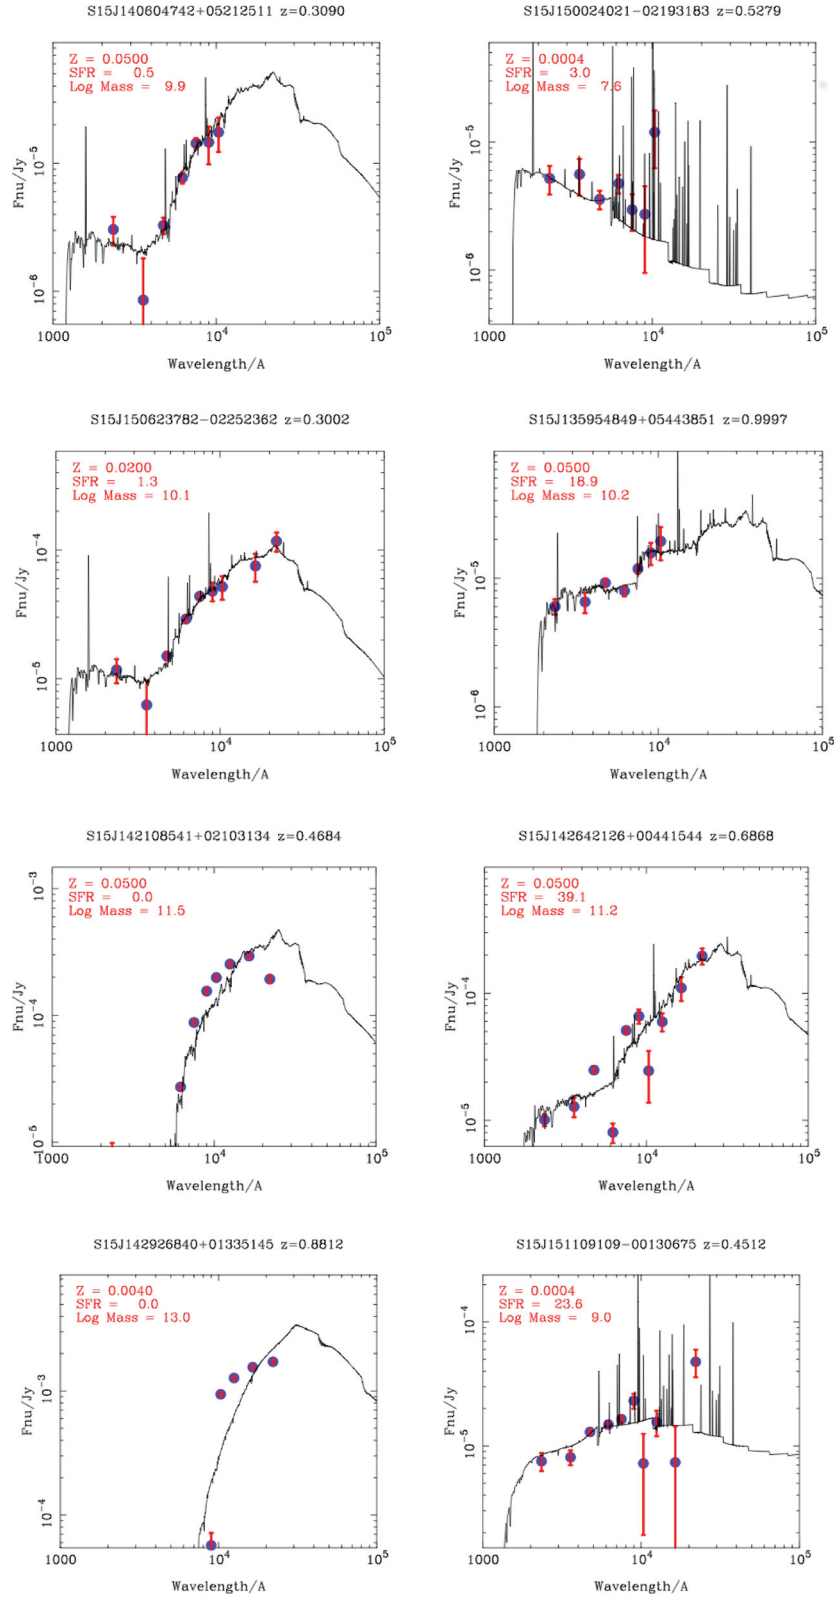 S15J140604742+05212511 z=0.3090
Z = 0.0500
SFR = 0.5
Log Mass = 9.9
Fnu/Jy
10⁻⁵
10⁻⁶
1000 10⁴ 10⁵
Wavelength/A
S15J150024021−02193183 z=0.5279
Z = 0.0004
SFR = 3.0
Log Mass = 7.6
Fnu/Jy
10⁻⁵
10⁻⁶
1000 10⁴ 10⁵
Wavelength/A
S15J150623782−02252362 z=0.3002
Z = 0.0200
SFR = 1.3
Log Mass = 10.1
Fnu/Jy
10⁻⁴
10⁻⁵
1000 10⁴ 10⁵
Wavelength/A
S15J135954849+05443851 z=0.9997
Z = 0.0500
SFR = 18.9
Log Mass = 10.2
Fnu/Jy
10⁻⁵
10⁻⁶
1000 10⁴ 10⁵
Wavelength/A
S15J142108541+02103134 z=0.4684
Z = 0.0500
SFR = 0.0
Log Mass = 11.5
Fnu/Jy
10⁻³
10⁻⁴
10⁻⁵
1000 10⁴ 10⁵
Wavelength/A
S15J142642126+00441544 z=0.6868
Z = 0.0500
SFR = 39.1
Log Mass = 11.2
Fnu/Jy
10⁻⁴
10⁻⁵
1000 10⁴ 10⁵
Wavelength/A
S15J142926840+01335145 z=0.8812
Z = 0.0040
SFR = 0.0
Log Mass = 13.0
Fnu/Jy
10⁻³
10⁻⁴
1000 10⁴ 10⁵
Wavelength/A
S15J151109109−00130675 z=0.4512
Z = 0.0004
SFR = 23.6
Log Mass = 9.0
Fnu/Jy
10⁻⁴
10⁻⁵
1000 10⁴ 10⁵
Wavelength/A